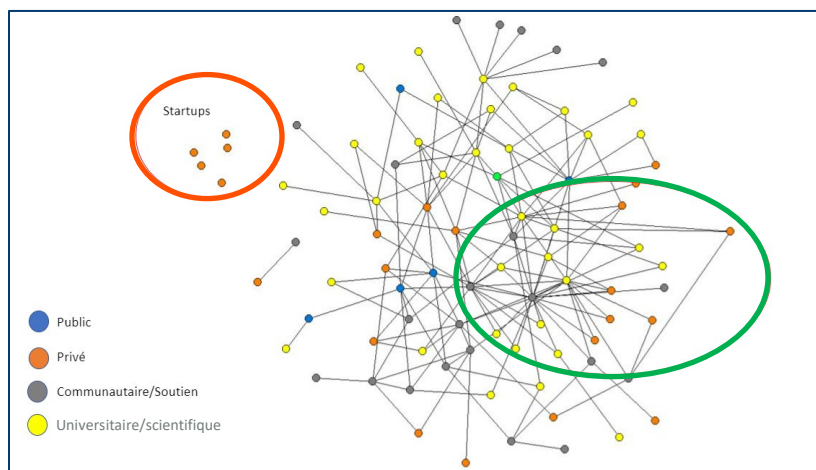 Startups
Public
Privé
Communautaire/Soutien
Universitaire/scientifique